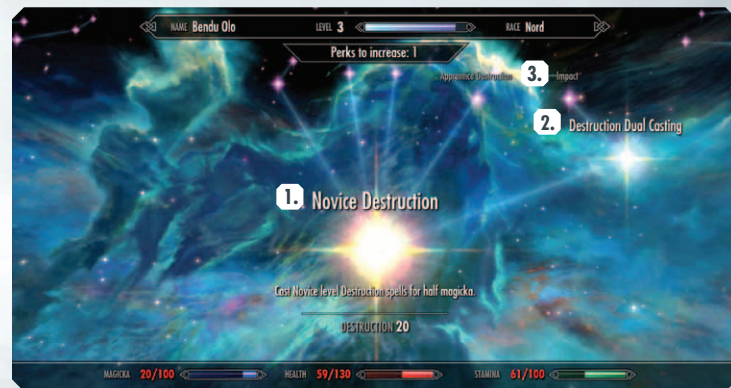 NAME Bendu Olo LEVEL 3 RACE Nord
Perks to increase: 1
Apprentice Destruction 3. Impact
2. Destruction Dual Casting
1. Novice Destruction
Cast Novice level Destruction spells for half magicka.
DESTRUCTION 20
MAGICKA 20/100 HEALTH 59/130 STAMINA 61/100